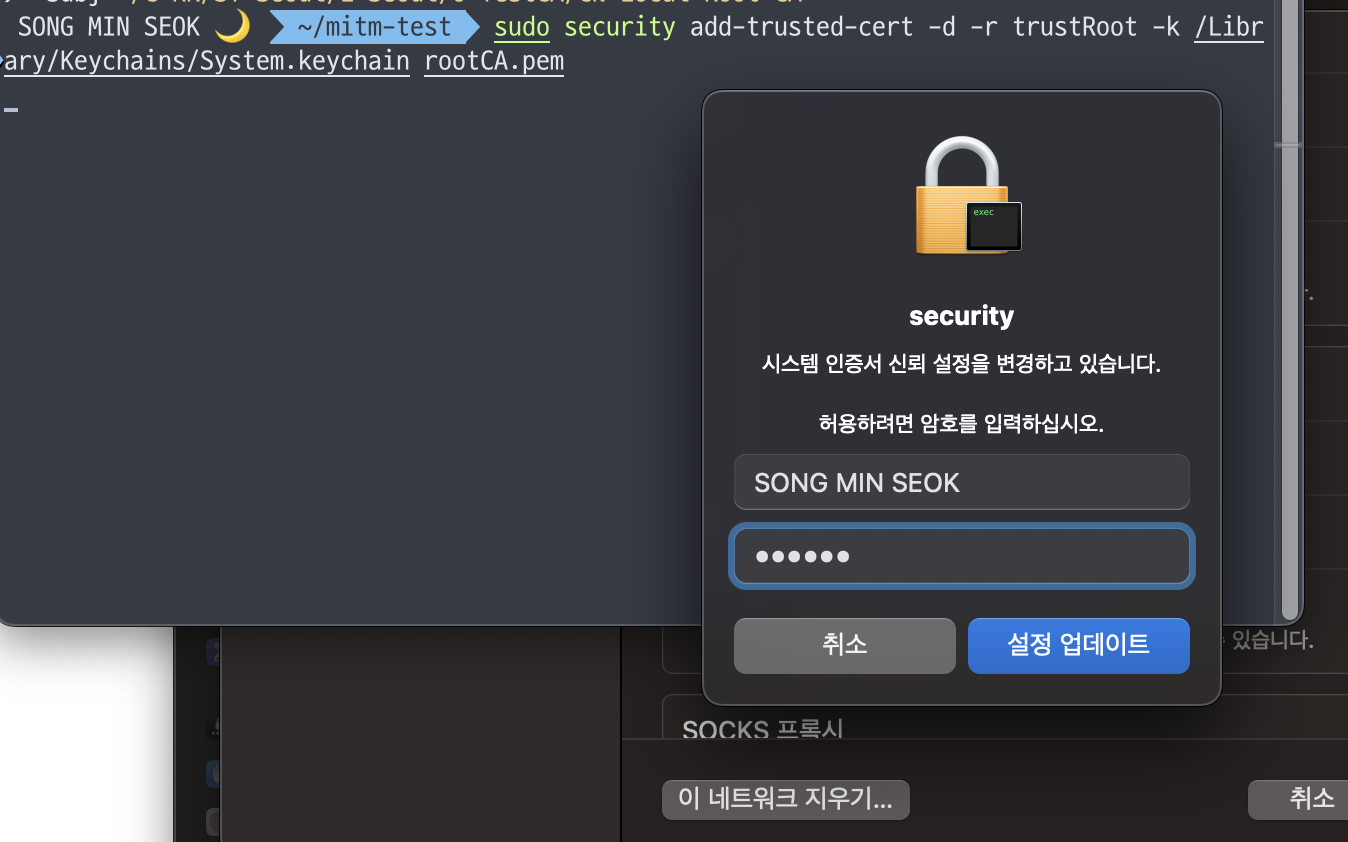 SONG MIN SEOK 🌙 ~/mitm-test sudo security add-trusted-cert -d -r trustRoot -k /Libr
ary/Keychains/System.keychain rootCA.pem
exec
security
시스템 인증서 신뢰 설정을 변경하고 있습니다.
허용하려면 암호를 입력하십시오.
SONG MIN SEOK
••••••
취소
설정 업데이트
있습니다.
SOCKS 프록시
이 네트워크 지우기...
취소